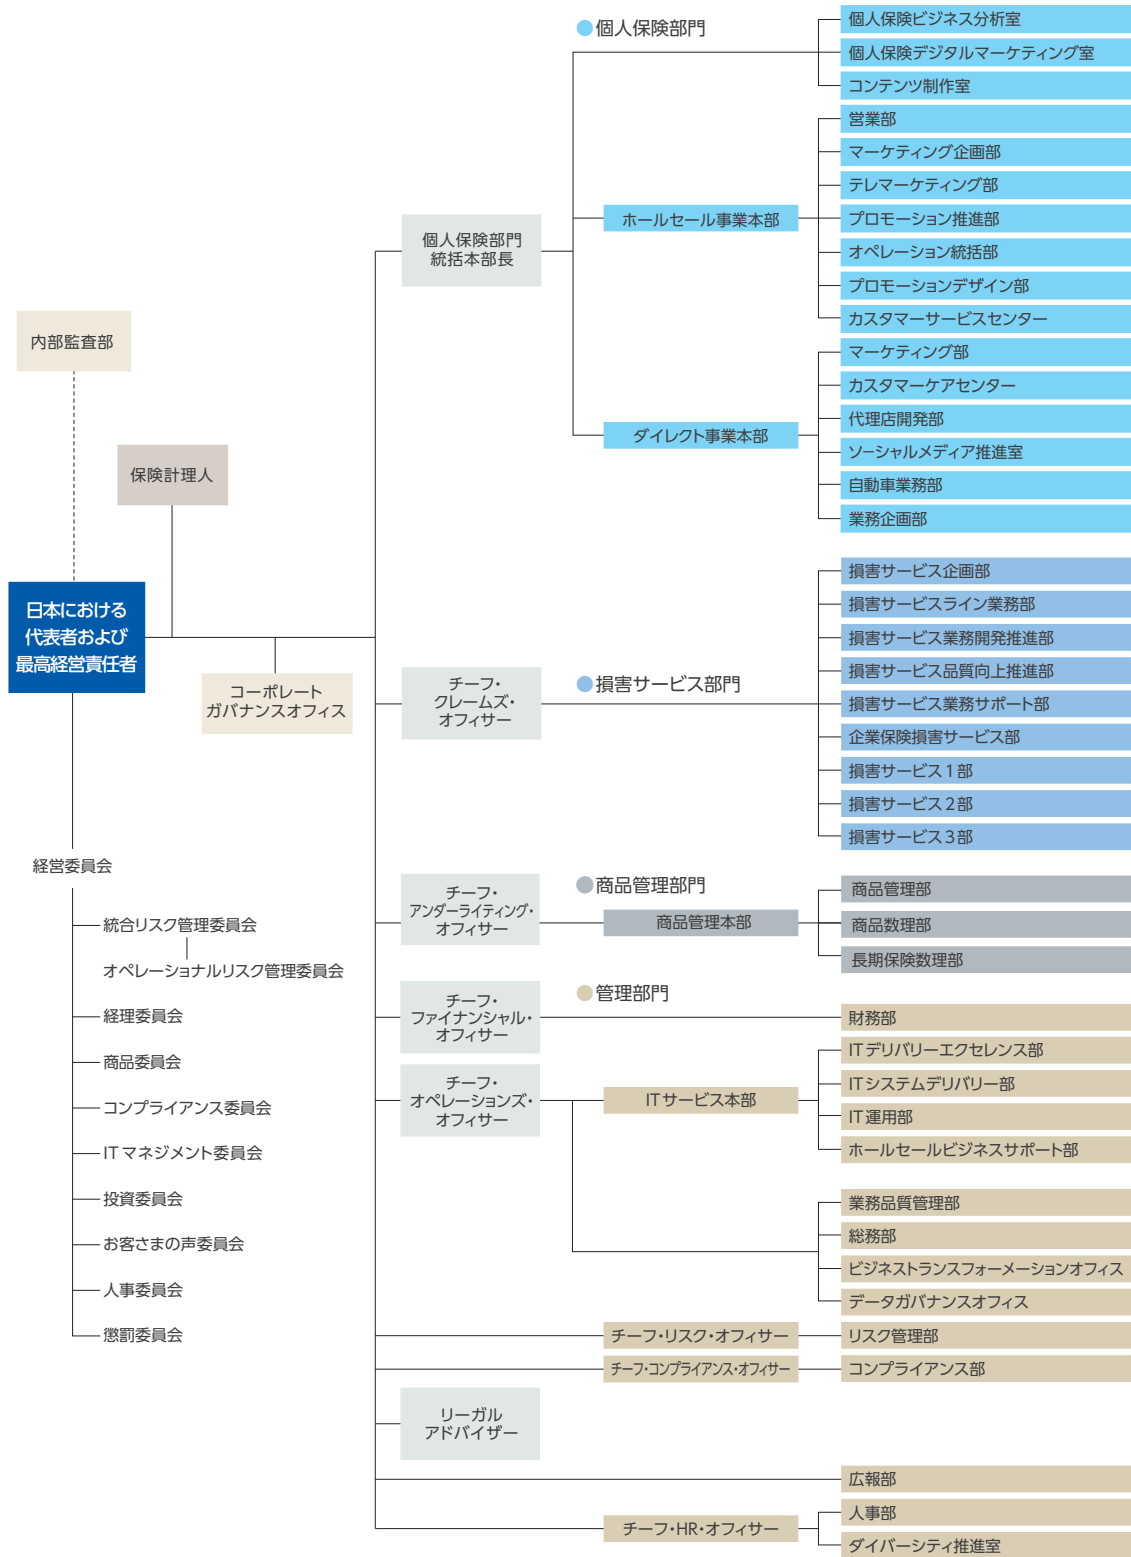 内部監査部
保険計理人
日本における
代表者および
最高経営責任者
コーポレート
ガバナンスオフィス
経営委員会
統合リスク管理委員会
オペレーショナルリスク管理委員会
経理委員会
商品委員会
コンプライアンス委員会
ITマネジメント委員会
投資委員会
お客さまの声委員会
人事委員会
懲罰委員会
個人保険部門
統括本部長
●個人保険部門
個人保険ビジネス分析室
個人保険デジタルマーケティング室
コンテンツ制作室
ホールセール事業本部
営業部
マーケティング企画部
テレマーケティング部
プロモーション推進部
オペレーション統括部
プロモーションデザイン部
カスタマーサービスセンター
ダイレクト事業本部
マーケティング部
カスタマーケアセンター
代理店開発部
ソーシャルメディア推進室
自動車業務部
業務企画部
チーフ・
クレームズ・
オフィサー
●損害サービス部門
損害サービス企画部
損害サービスライン業務部
損害サービス業務開発推進部
損害サービス品質向上推進部
損害サービス業務サポート部
企業保険損害サービス部
損害サービス1部
損害サービス2部
損害サービス3部
チーフ・
アンダーライティング・
オフィサー
●商品管理部門
商品管理本部
商品管理部
商品数理部
長期保険数理部
チーフ・
ファイナンシャル・
オフィサー
●管理部門
財務部
チーフ・
オペレーションズ・
オフィサー
ITサービス本部
ITデリバリーエクセレンス部
ITシステムデリバリー部
IT運用部
ホールセールビジネスサポート部
業務品質管理部
総務部
ビジネストランスフォーメーションオフィス
データガバナンスオフィス
チーフ・リスク・オフィサー
リスク管理部
チーフ・コンプライアンス・オフィサー
コンプライアンス部
リーガル
アドバイザー
広報部
チーフ・HR・オフィサー
人事部
ダイバーシティ推進室